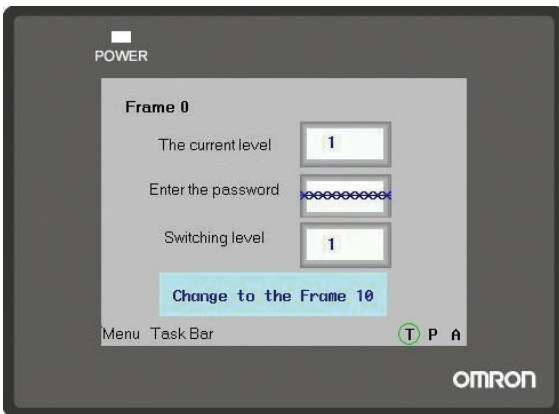 POWER
Frame 0
The current level 1
Enter the password
Switching level 1
Change to the Frame 10
Menu Task Bar T P A
OMRON